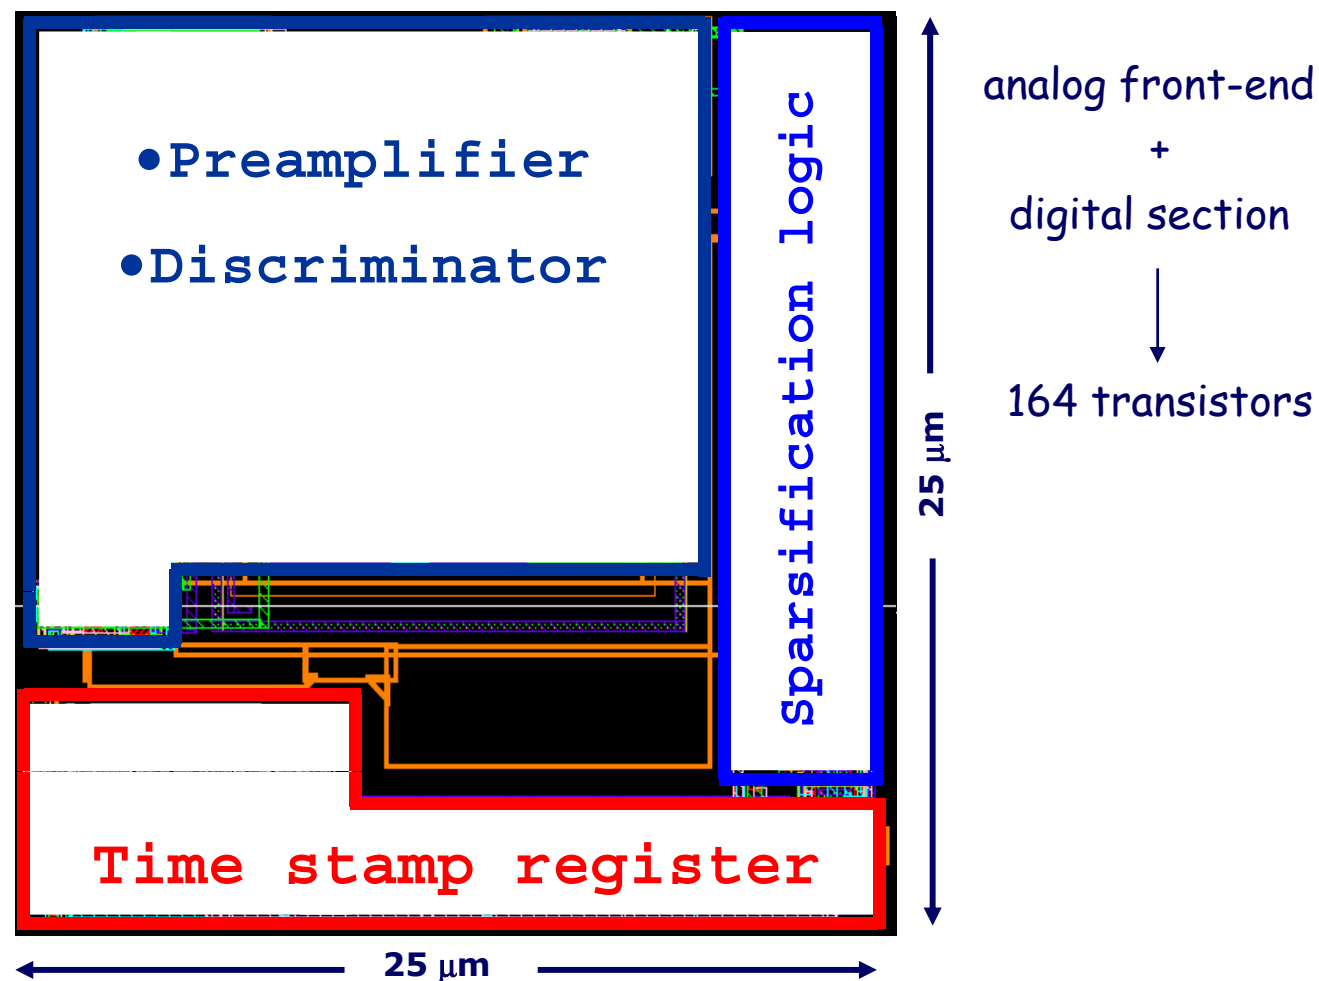 •Preamplifier
•Discriminator
Sparsification logic
Time stamp register
25 μm
25 μm
analog front-end
+
digital section
164 transistors